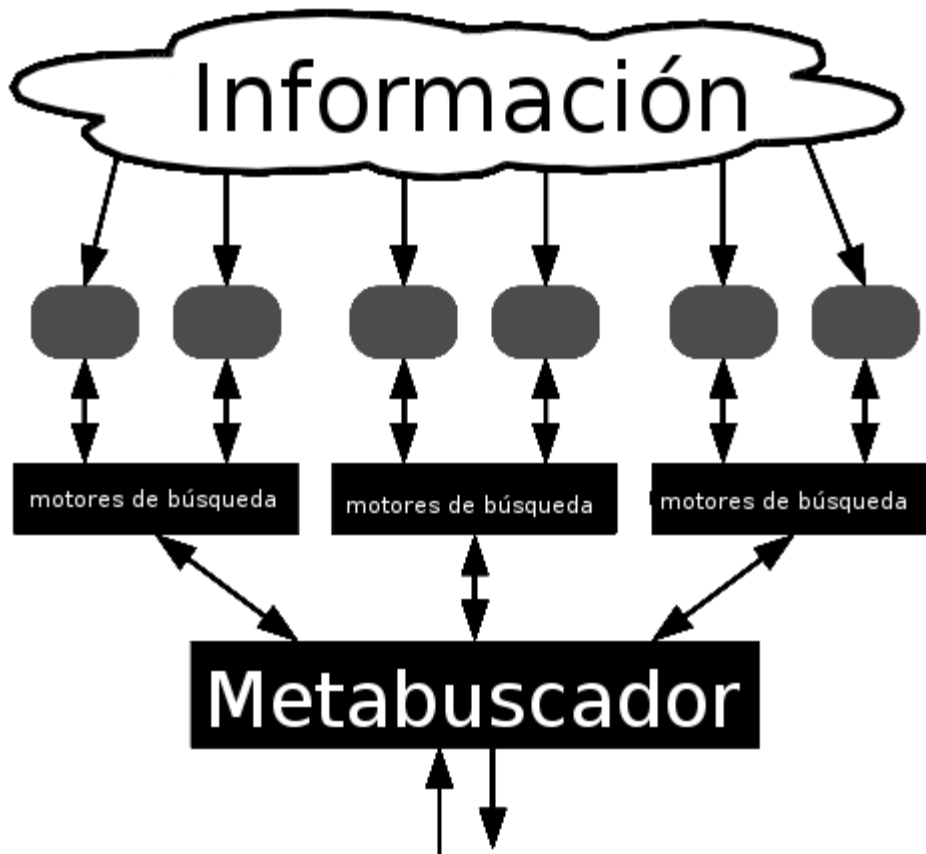 Información
motores de búsqueda
motores de búsqueda
motores de búsqueda
Metabuscador